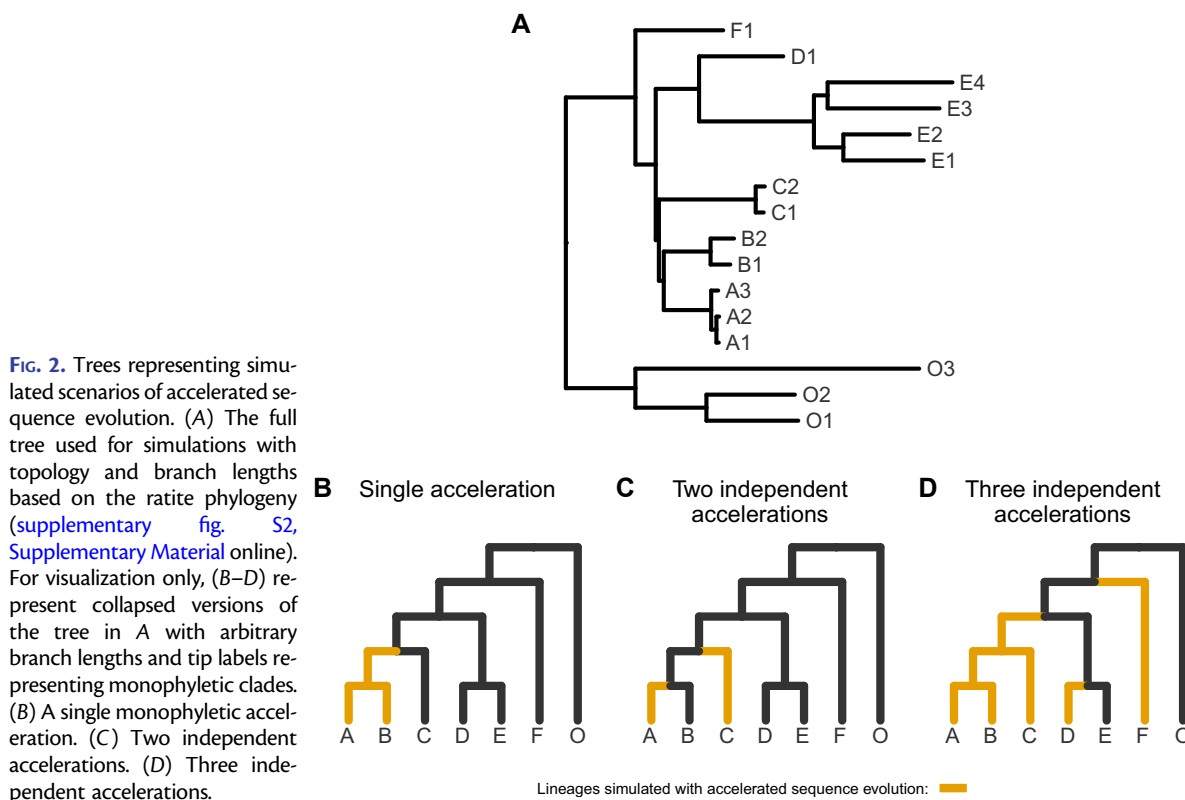 A
F1
D1
E4
E3
E2
E1
C2
C1
B2
B1
A3
A2
A1
O3
O2
O1
FIG. 2. Trees representing simu-
lated scenarios of accelerated se-
quence evolution. (A) The full
tree used for simulations with
topology and branch lengths
based on the ratite phylogeny
(supplementary fig. S2,
Supplementary Material online).
For visualization only, (B–D) re-
present collapsed versions of
the tree in A with arbitrary
branch lengths and tip labels re-
presenting monophyletic clades.
(B) A single monophyletic accel-
eration. (C) Two independent
accelerations. (D) Three inde-
pendent accelerations.
B Single acceleration
A B C D E F O
C Two independent
accelerations
A B C D E F O
D Three independent
accelerations
A B C D E F
Lineages simulated with accelerated sequence evolution: